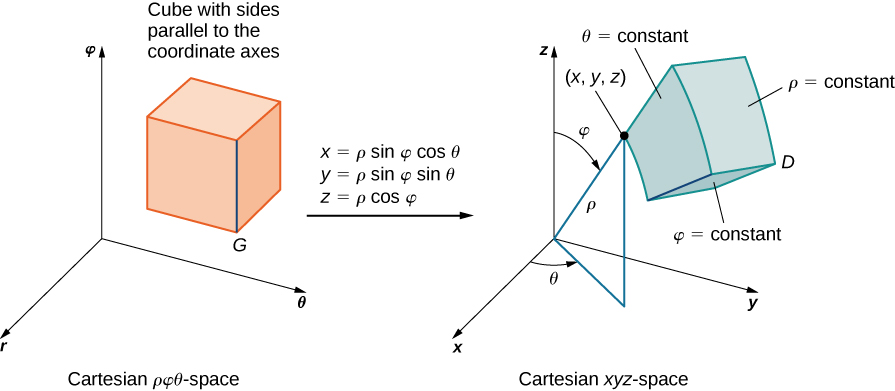 Cube with sides
parallel to the
coordinate axes
φ
G
θ
r
Cartesian ρφθ-space
x = ρ sin φ cos θ
y = ρ sin φ sin θ
z = ρ cos φ
z
θ = constant
(x, y, z)
ρ = constant
φ
D
ρ
φ = constant
θ
y
x
Cartesian xyz-space